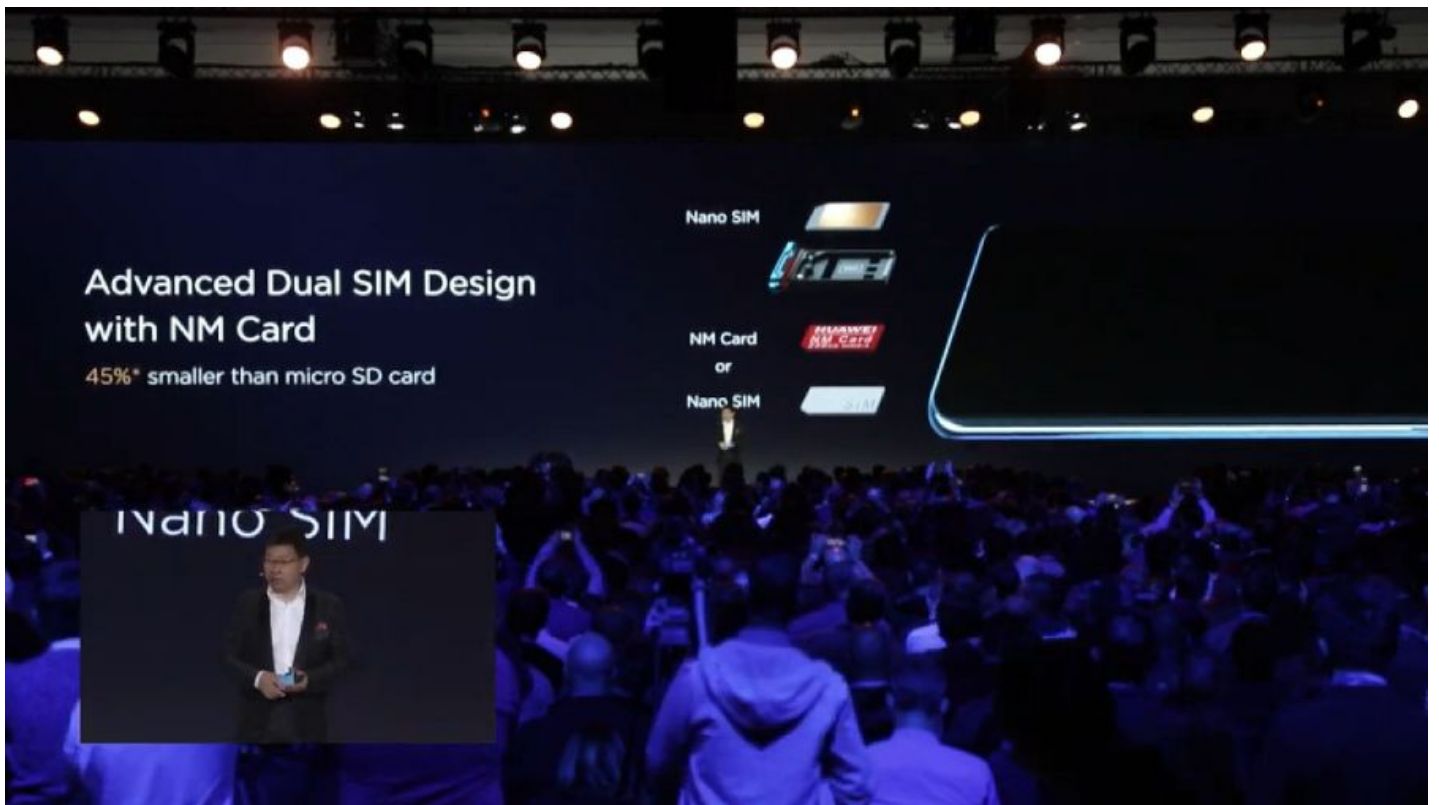 Advanced Dual SIM Design
with NM Card
45%* smaller than micro SD card
Nano SIM
NM Card
or
Nano SIM
HUAWEI
NM Card
SIM
Nano SIM